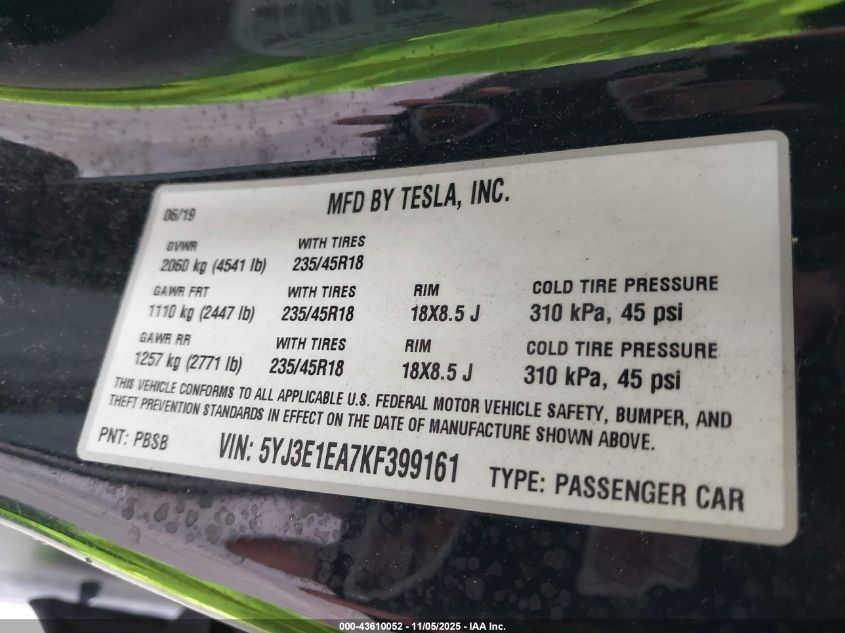 06/19
MFD BY TESLA, INC.
GVWR WITH TIRES
2060 kg (4541 lb) 235/45R18
GAWR FRT WITH TIRES RIM COLD TIRE PRESSURE
1110 kg (2447 lb) 235/45R18 18X8.5 J 310 kPa, 45 psi
GAWR RR WITH TIRES RIM COLD TIRE PRESSURE
1257 kg (2771 lb) 235/45R18 18X8.5 J 310 kPa, 45 psi
THIS VEHICLE CONFORMS TO ALL APPLICABLE U.S. FEDERAL MOTOR VEHICLE SAFETY, BUMPER, AND
THEFT PREVENTION STANDARDS IN EFFECT ON THE DATE OF MANUFACTURE SHOWN ABOVE.
PNT: PBSB VIN: 5YJ3E1EA7KF399161 TYPE: PASSENGER CAR
000-43610052 - 11/05/2025 - IAA Inc.